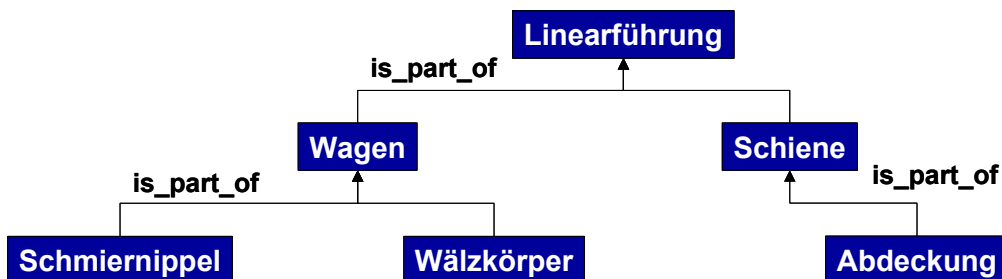 Linearführung
is_part_of
Wagen
Schiene
is_part_of
is_part_of
Schmiernippel
Wälzkörper
Abdeckung